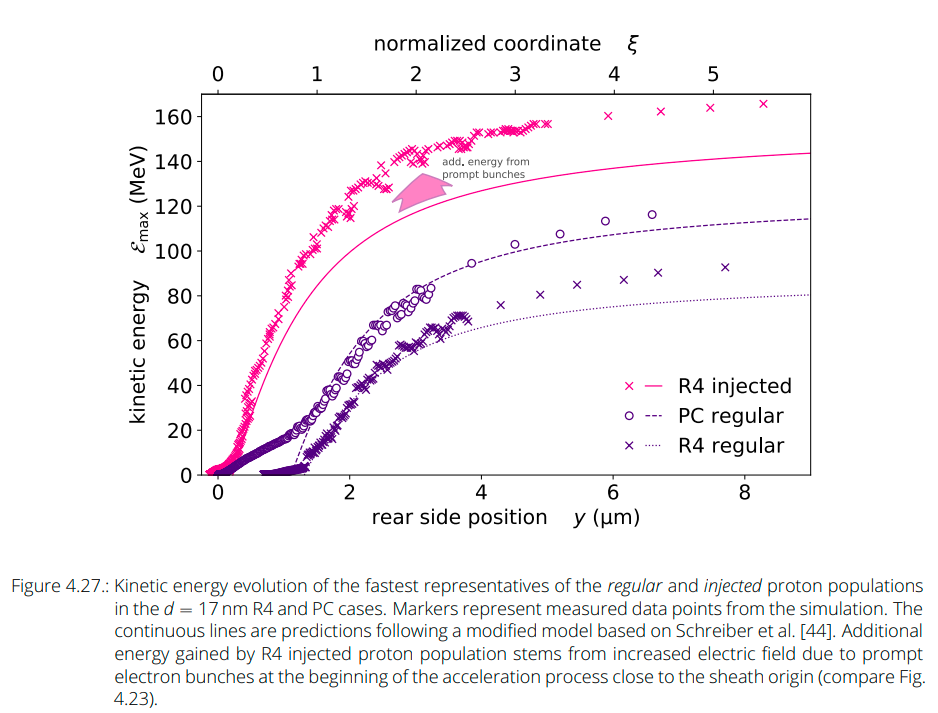 normalized coordinate ξ
0 1 2 3 4 5
160
140
120
100
80
60
40
20
0
kinetic energy ℰmax (MeV)
add. energy from
prompt bunches
R4 injected
PC regular
R4 regular
0 2 4 6 8
rear side position y (μm)
Figure 4.27.: Kinetic energy evolution of the fastest representatives of the regular and injected proton populations
in the d = 17 nm R4 and PC cases. Markers represent measured data points from the simulation. The
continuous lines are predictions following a modified model based on Schreiber et al. [44]. Additional
energy gained by R4 injected proton population stems from increased electric field due to prompt
electron bunches at the beginning of the acceleration process close to the sheath origin (compare Fig.
4.23).